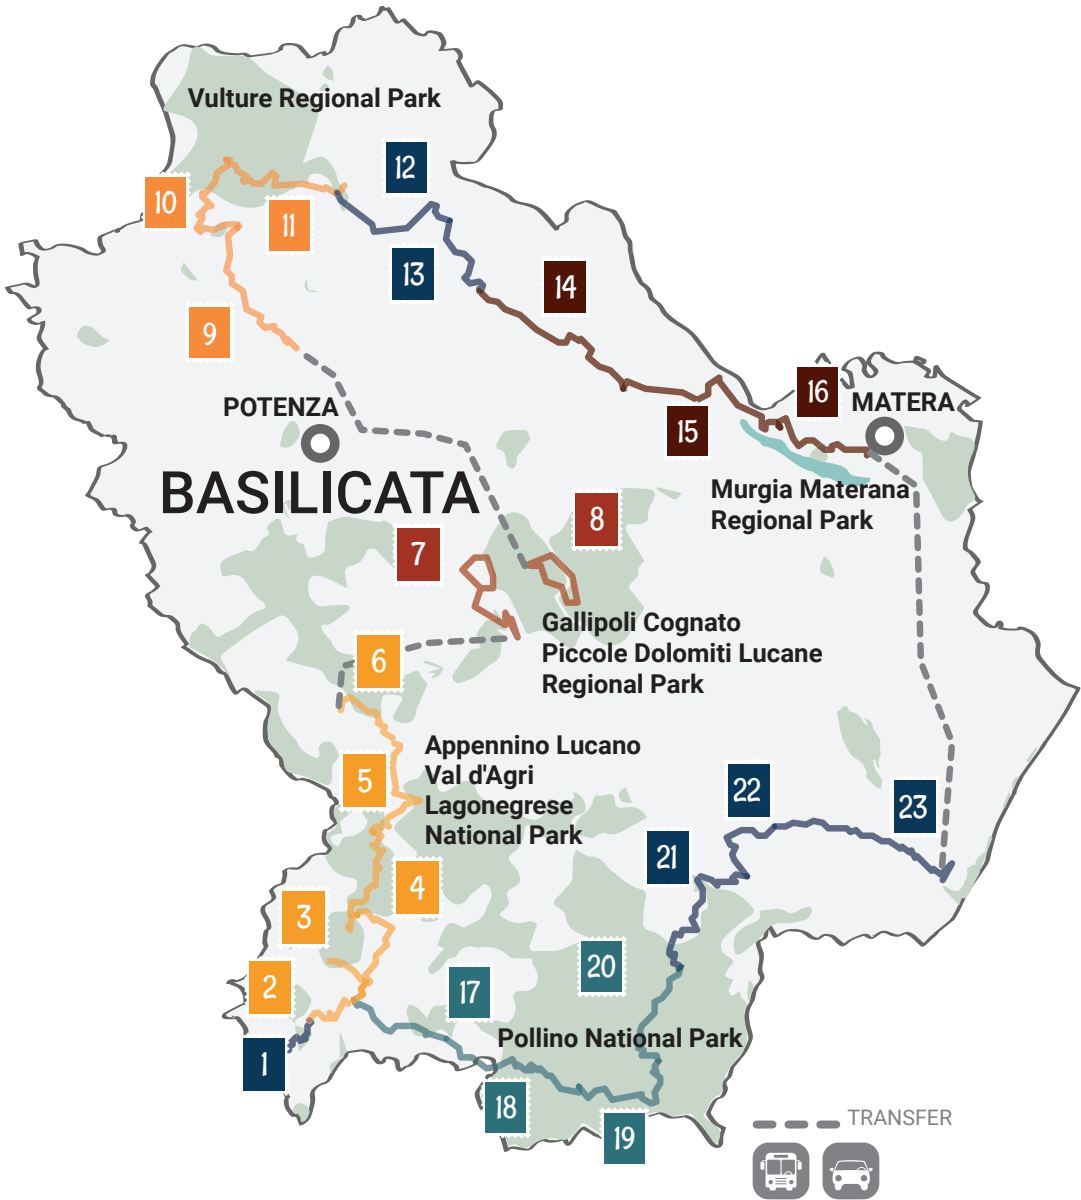 Vulture Regional Park
12
10
11
13
14
9
16
POTENZA
MATERA
15
BASILICATA
Murgia Materana
Regional Park
8
7
Gallipoli Cognato
Piccole Dolomiti Lucane
Regional Park
6
Appennino Lucano
Val d'Agri
Lagonegrese
National Park
5
22
23
21
4
3
20
2
17
Pollino National Park
1
18
19
TRANSFER